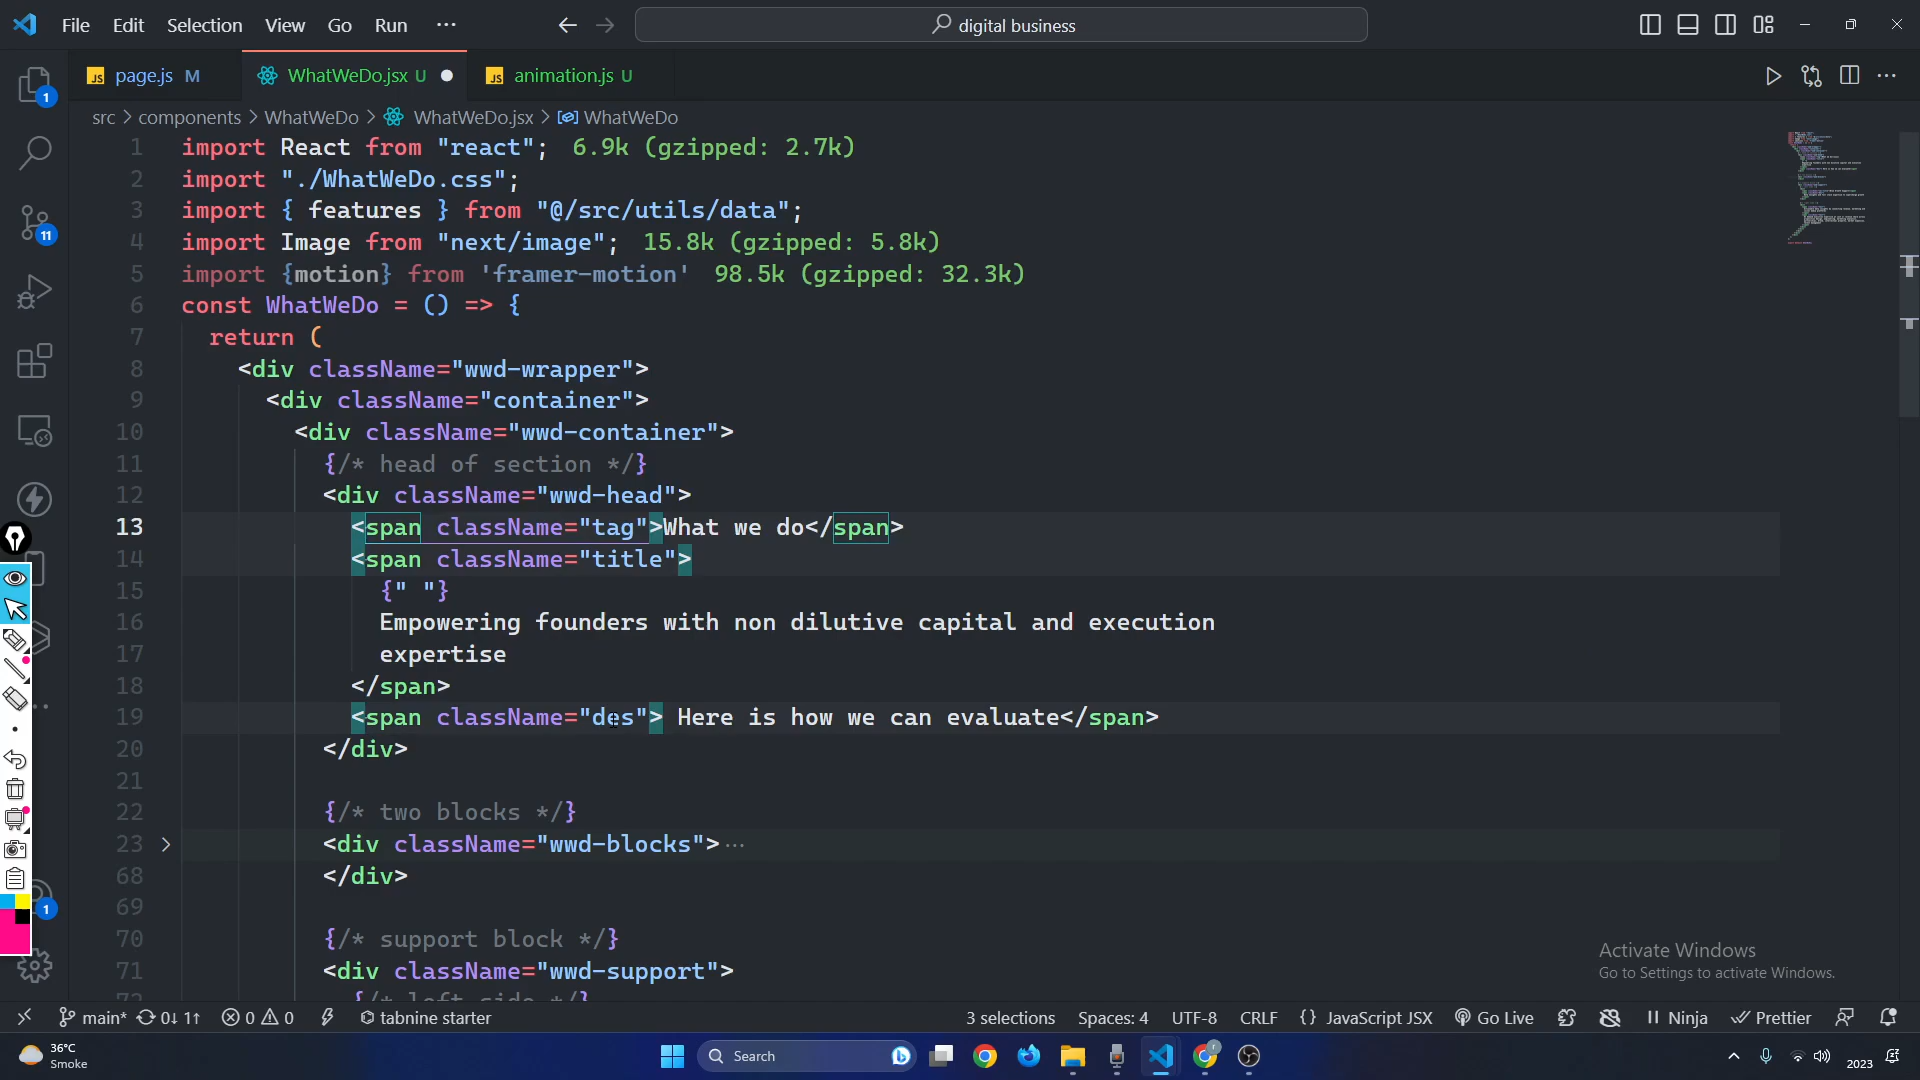 File Edit Selection View Go Run ··· digital business
page.js M WhatWeDo.jsx U animation.js U
src > components > WhatWeDo > WhatWeDo.jsx > WhatWeDo
1 import React from "react"; 6.9k (gzipped: 2.7k)
2 import "./WhatWeDo.css";
3 import { features } from "@/src/utils/data";
4 import Image from "next/image"; 15.8k (gzipped: 5.8k)
5 import {motion} from 'framer-motion' 98.5k (gzipped: 32.3k)
6 const WhatWeDo = () => {
7 return (
8 <div className="wwd-wrapper">
9 <div className="container">
10 <div className="wwd-container">
11 {/* head of section */}
12 <div className="wwd-head">
13 <span className="tag">What we do</span>
14 <span className="title">
15 {" "}
16 Empowering founders with non dilutive capital and execution
17 expertise
18 </span>
19 <span className="des"> Here is how we can evaluate</span>
20 </div>
21
22 {/* two blocks */}
23 <div className="wwd-blocks">···
68 </div>
69
70 {/* support block */}
71 <div className="wwd-support">
72 {/* left side */}
1
11
1
Activate Windows
Go to Settings to activate Windows.
main* 0↓ 1↑ 0 0 tabnine starter 3 selections Spaces: 4 UTF-8 CRLF {} JavaScript JSX Go Live Ninja Prettier
36°C
Smoke
Search
2023